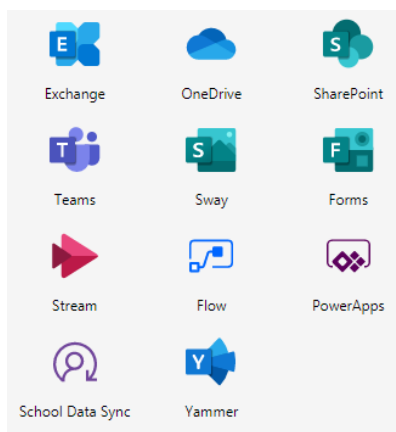 E
S
Exchange OneDrive SharePoint
T
S
F
Teams Sway Forms
Stream Flow PowerApps
Y
School Data Sync Yammer